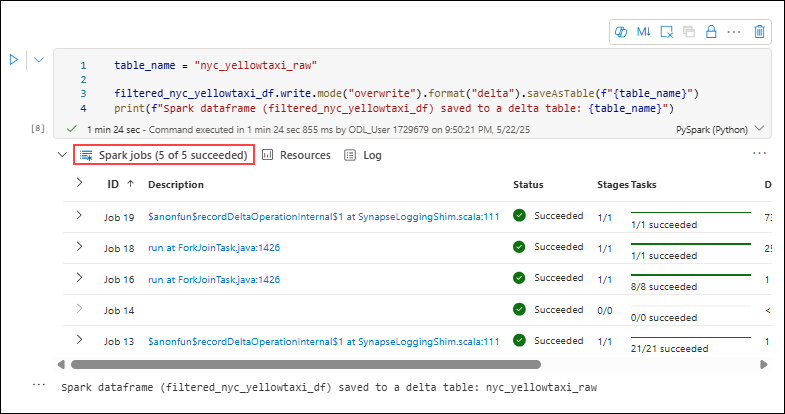 M↓
1 table_name = "nyc_yellowtaxi_raw"
2
3 filtered_nyc_yellowtaxi_df.write.mode("overwrite").format("delta").saveAsTable(f"{table_name}")
4 print(f"Spark dataframe (filtered_nyc_yellowtaxi_df) saved to a delta table: {table_name}")
[8] 1 min 24 sec - Command executed in 1 min 24 sec 855 ms by ODL_User 1729679 on 9:50:21 PM, 5/22/25 PySpark (Python)
Spark jobs (5 of 5 succeeded) Resources Log
ID ↑ Description Status Stages Tasks D
Job 19 $anonfun$recordDeltaOperationInternal$1 at SynapseLoggingShim.scala:111 Succeeded 1/1 1/1 succeeded 73
Job 18 run at ForkJoinTask.java:1426 Succeeded 1/1 1/1 succeeded 25
Job 16 run at ForkJoinTask.java:1426 Succeeded 1/1 8/8 succeeded 1
Job 14 Succeeded 0/0 0/0 succeeded <
Job 13 $anonfun$recordDeltaOperationInternal$1 at SynapseLoggingShim.scala:111 Succeeded 1/1 21/21 succeeded 1
Spark dataframe (filtered_nyc_yellowtaxi_df) saved to a delta table: nyc_yellowtaxi_raw